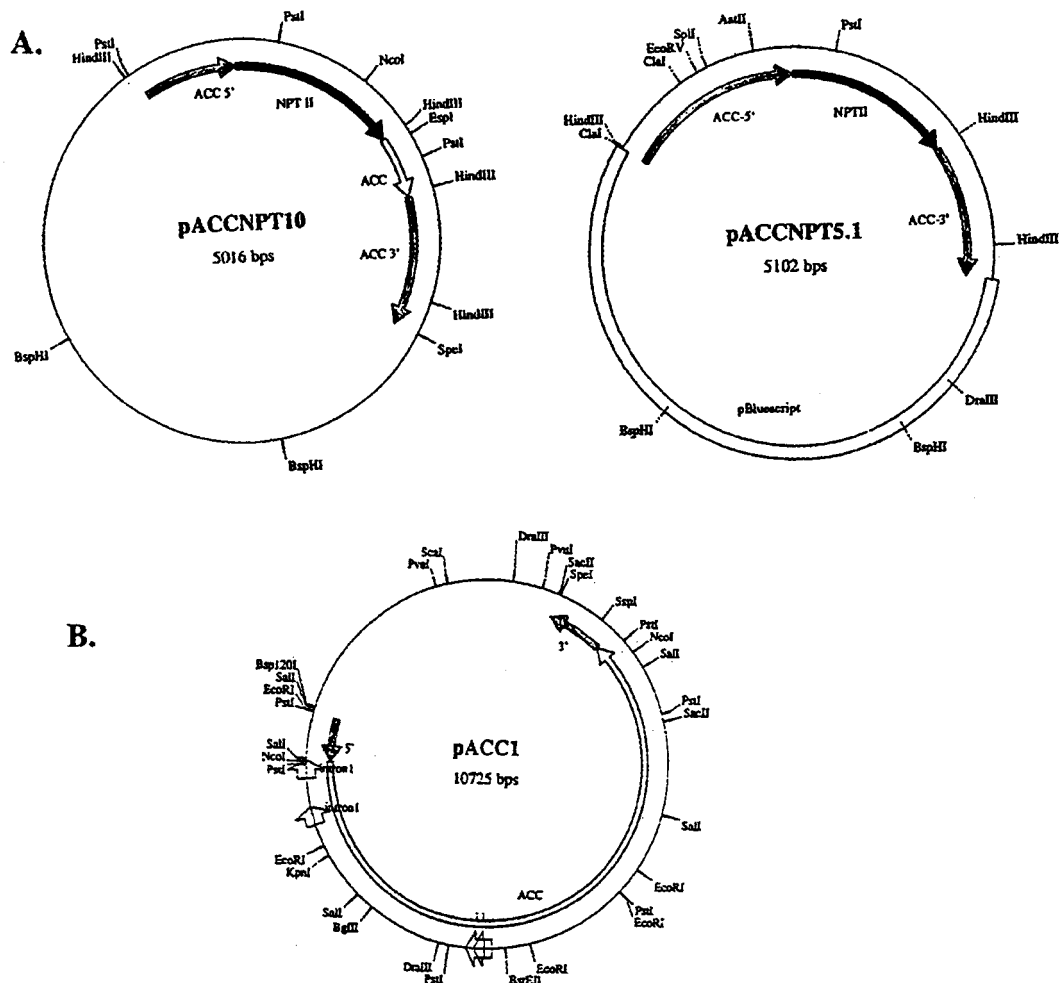 A.
PstI
PstI
HindIII
NcoI
ACC 5'
NPT II
HindIII
EspI
PstI
ACC
HindIII
pACCNPT10
5016 bps
ACC 3'
HindIII
SpeI
BspHI
BspHI
AatII
SalI
EcoRV
ClaI
PstI
ACC-5'
NPTII
HindIII
ClaI
HindIII
pACCNPT5.1
5102 bps
ACC-3'
HindIII
pBluescript
DraIII
BspHI
BspHI
B.
ScaI
PvuI
DraIII
PvuI
SacII
SpeI
SspI
PstI
NcoI
SalI
3'
Bsp120I
SalI
EcoRI
PstI
PstI
SacII
5'
pACC1
10725 bps
SalI
NcoI
PstI
intron1
intron1
SalI
EcoRI
KpnI
EcoRI
PstI
EcoRI
SalI
BglII
ACC
DraIII
PstI
EcoRI
BstEII